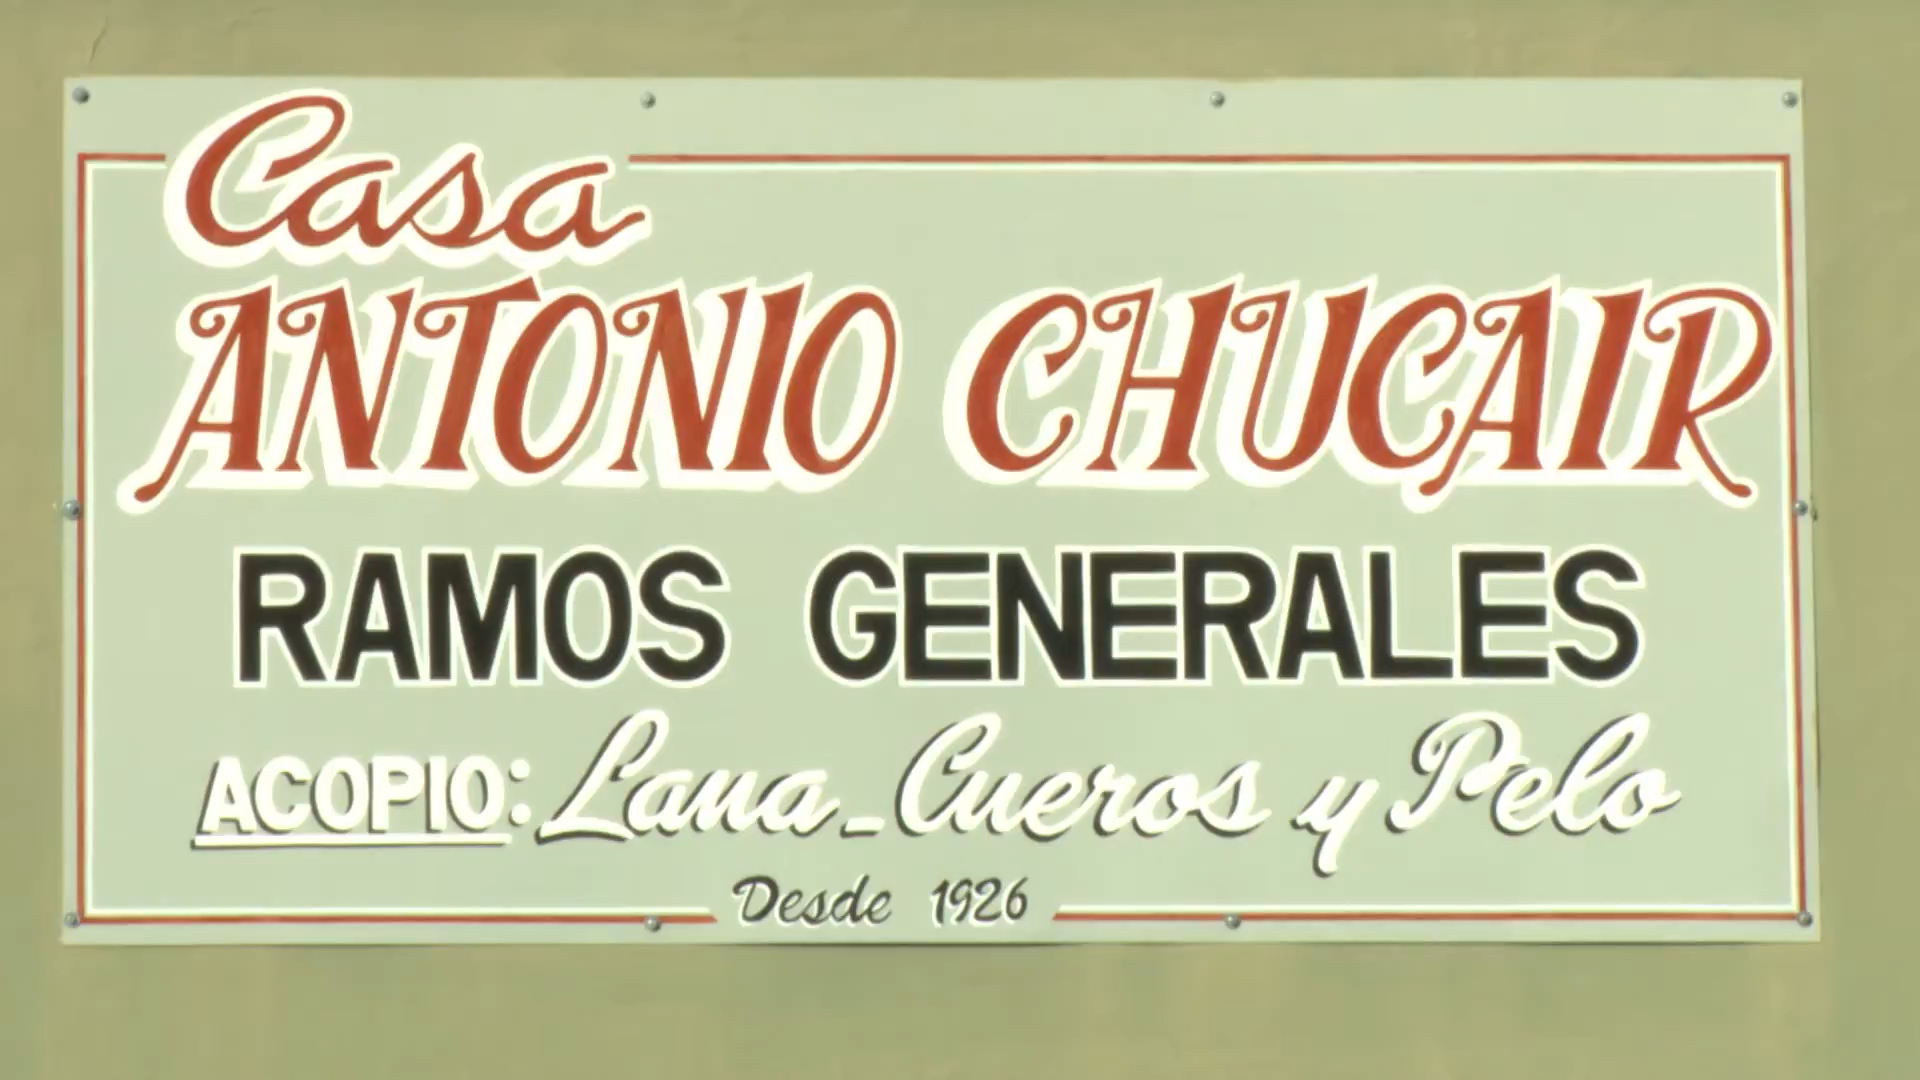 Casa
ANTONIO CHUCAIR
RAMOS GENERALES
ACOPIO: Lana_Cueros y Pelo
Desde 1926